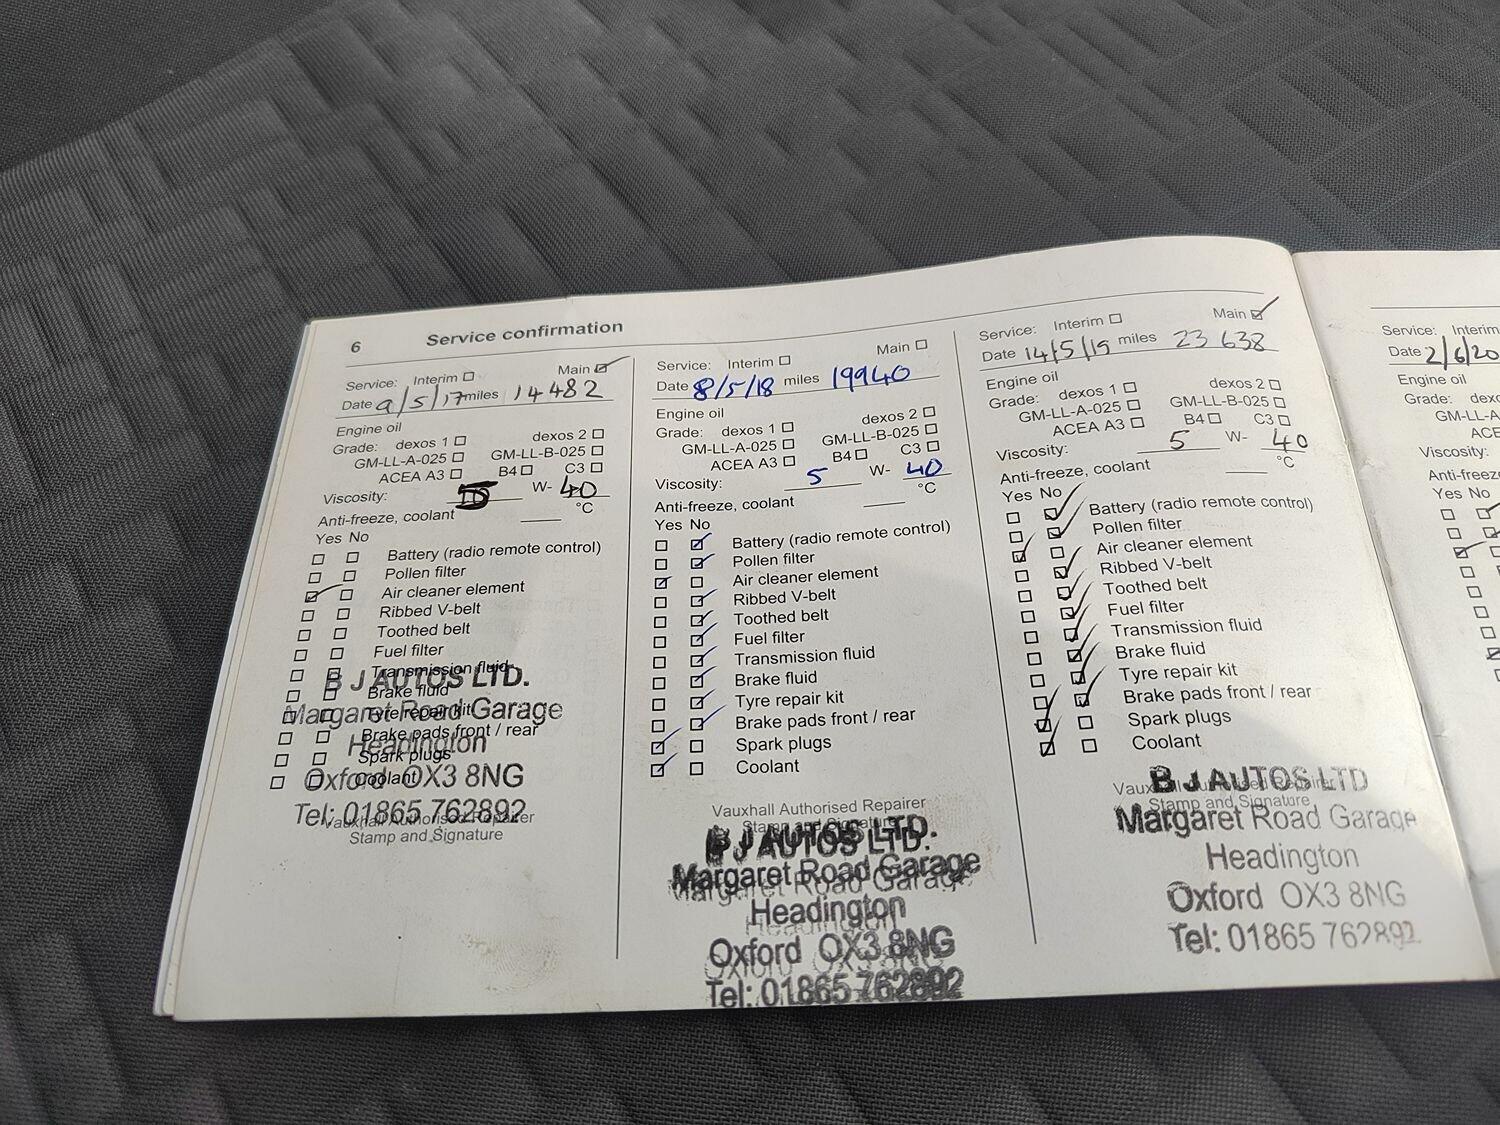 6 Service confirmation
Service: Interim Main
Date 9/5/17 miles 14482
Engine oil
Grade: dexos 1 dexos 2
GM-LL-A-025 GM-LL-B-025
ACEA A3 B4 C3
Viscosity: W- 40
Anti-freeze, coolant °C
Yes No
Battery (radio remote control)
Pollen filter
Air cleaner element
Ribbed V-belt
Toothed belt
Fuel filter
Transmission fluid
Brake fluid
Tyre repair kit
Brake pads front / rear
Spark plugs
Coolant
B J AUTOS LTD.
Margaret Road Garage
Headington
Oxford OX3 8NG
Tel: 01865 762892
Vauxhall Authorised Repairer
Stamp and Signature
Service: Interim Main
Date 8/5/18 miles 19940
Engine oil
Grade: dexos 1 dexos 2
GM-LL-A-025 GM-LL-B-025
ACEA A3 B4 C3
Viscosity: 5 W- 40
Anti-freeze, coolant °C
Yes No
Battery (radio remote control)
Pollen filter
Air cleaner element
Ribbed V-belt
Toothed belt
Fuel filter
Transmission fluid
Brake fluid
Tyre repair kit
Brake pads front / rear
Spark plugs
Coolant
Vauxhall Authorised Repairer
Stamp and Signature
B J AUTOS LTD.
Margaret Road Garage
Headington
Oxford OX3 8NG
Tel: 01865 762892
Service: Interim Main
Date 14/5/19 miles 23 638
Engine oil
Grade: dexos 1 dexos 2
GM-LL-A-025 GM-LL-B-025
ACEA A3 B4 C3
Viscosity: 5 W- 40
Anti-freeze, coolant °C
Yes No
Battery (radio remote control)
Pollen filter
Air cleaner element
Ribbed V-belt
Toothed belt
Fuel filter
Transmission fluid
Brake fluid
Tyre repair kit
Brake pads front / rear
Spark plugs
Coolant
Vauxhall Authorised Repairer
Stamp and Signature
B J AUTOS LTD
Margaret Road Garage
Headington
Oxford OX3 8NG
Tel: 01865 762892
Service: Interim
Date 2/6/20
Engine oil
Grade: dexo
GM-LL-A
ACE
Viscosity:
Anti-freeze
Yes No